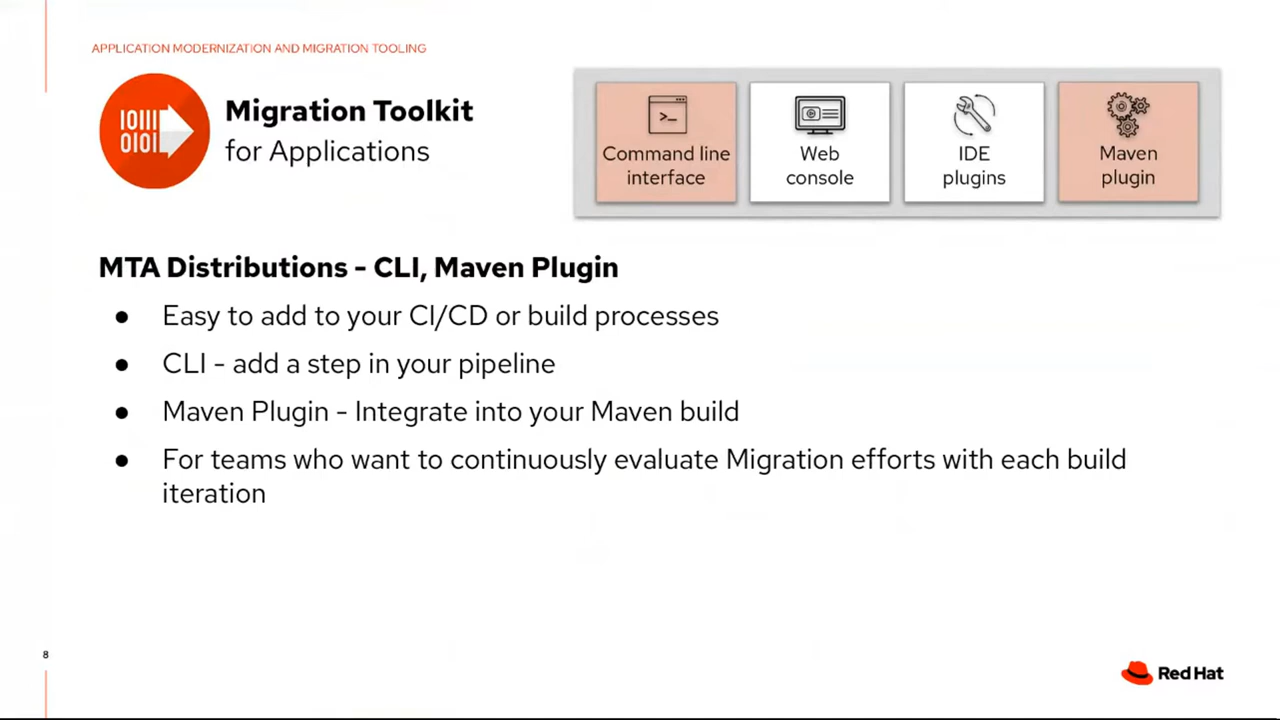 APPLICATION MODERNIZATION AND MIGRATION TOOLING
Migration Toolkit
for Applications
IOIII
OIOI
>_
Command line
interface
Web
console
IDE
plugins
Maven
plugin
MTA Distributions - CLI, Maven Plugin
● Easy to add to your CI/CD or build processes
● CLI - add a step in your pipeline
● Maven Plugin - Integrate into your Maven build
● For teams who want to continuously evaluate Migration efforts with each build
iteration
8
Red Hat